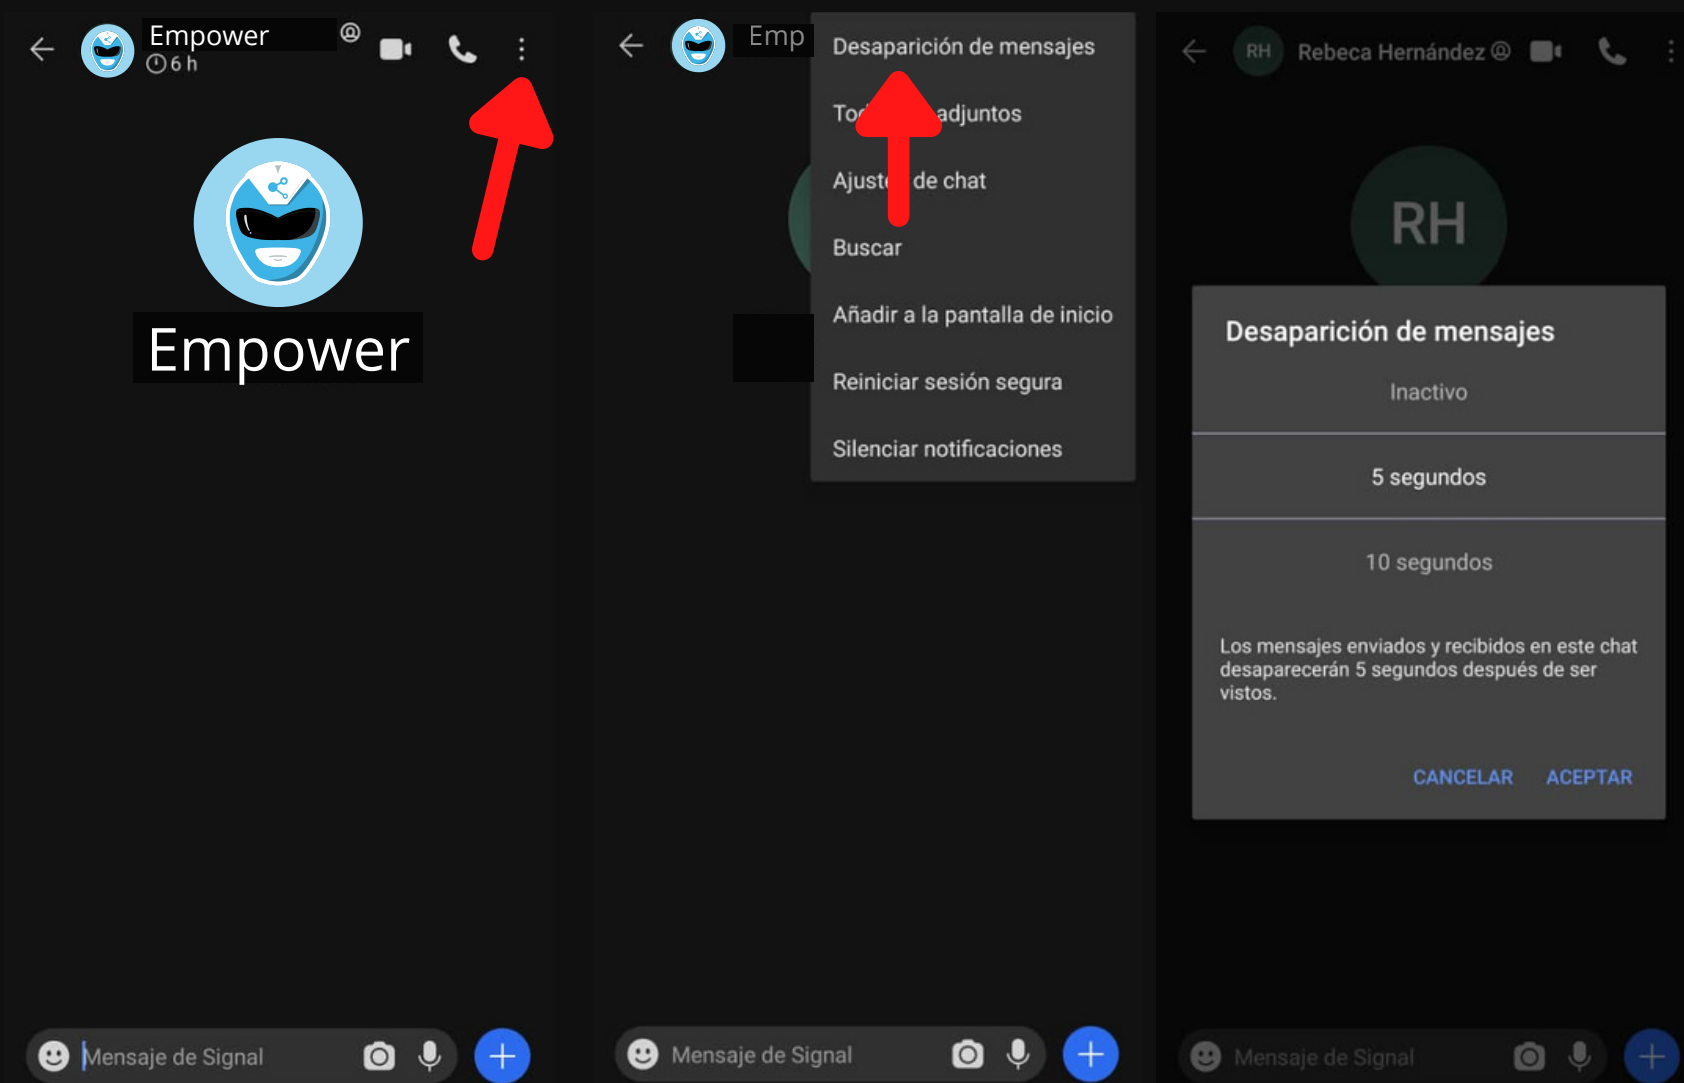 Empower
6 h
Empower
Mensaje de Signal
Emp
Desaparición de mensajes
adjuntos
de chat
Buscar
Añadir a la pantalla de inicio
Reiniciar sesión segura
Silenciar notificaciones
Mensaje de Signal
RH
Rebeca Hernández
RH
Desaparición de mensajes
Inactivo
5 segundos
10 segundos
Los mensajes enviados y recibidos en este chat
desaparecerán 5 segundos después de ser
vistos.
CANCELAR ACEPTAR
Mensaje de Signal